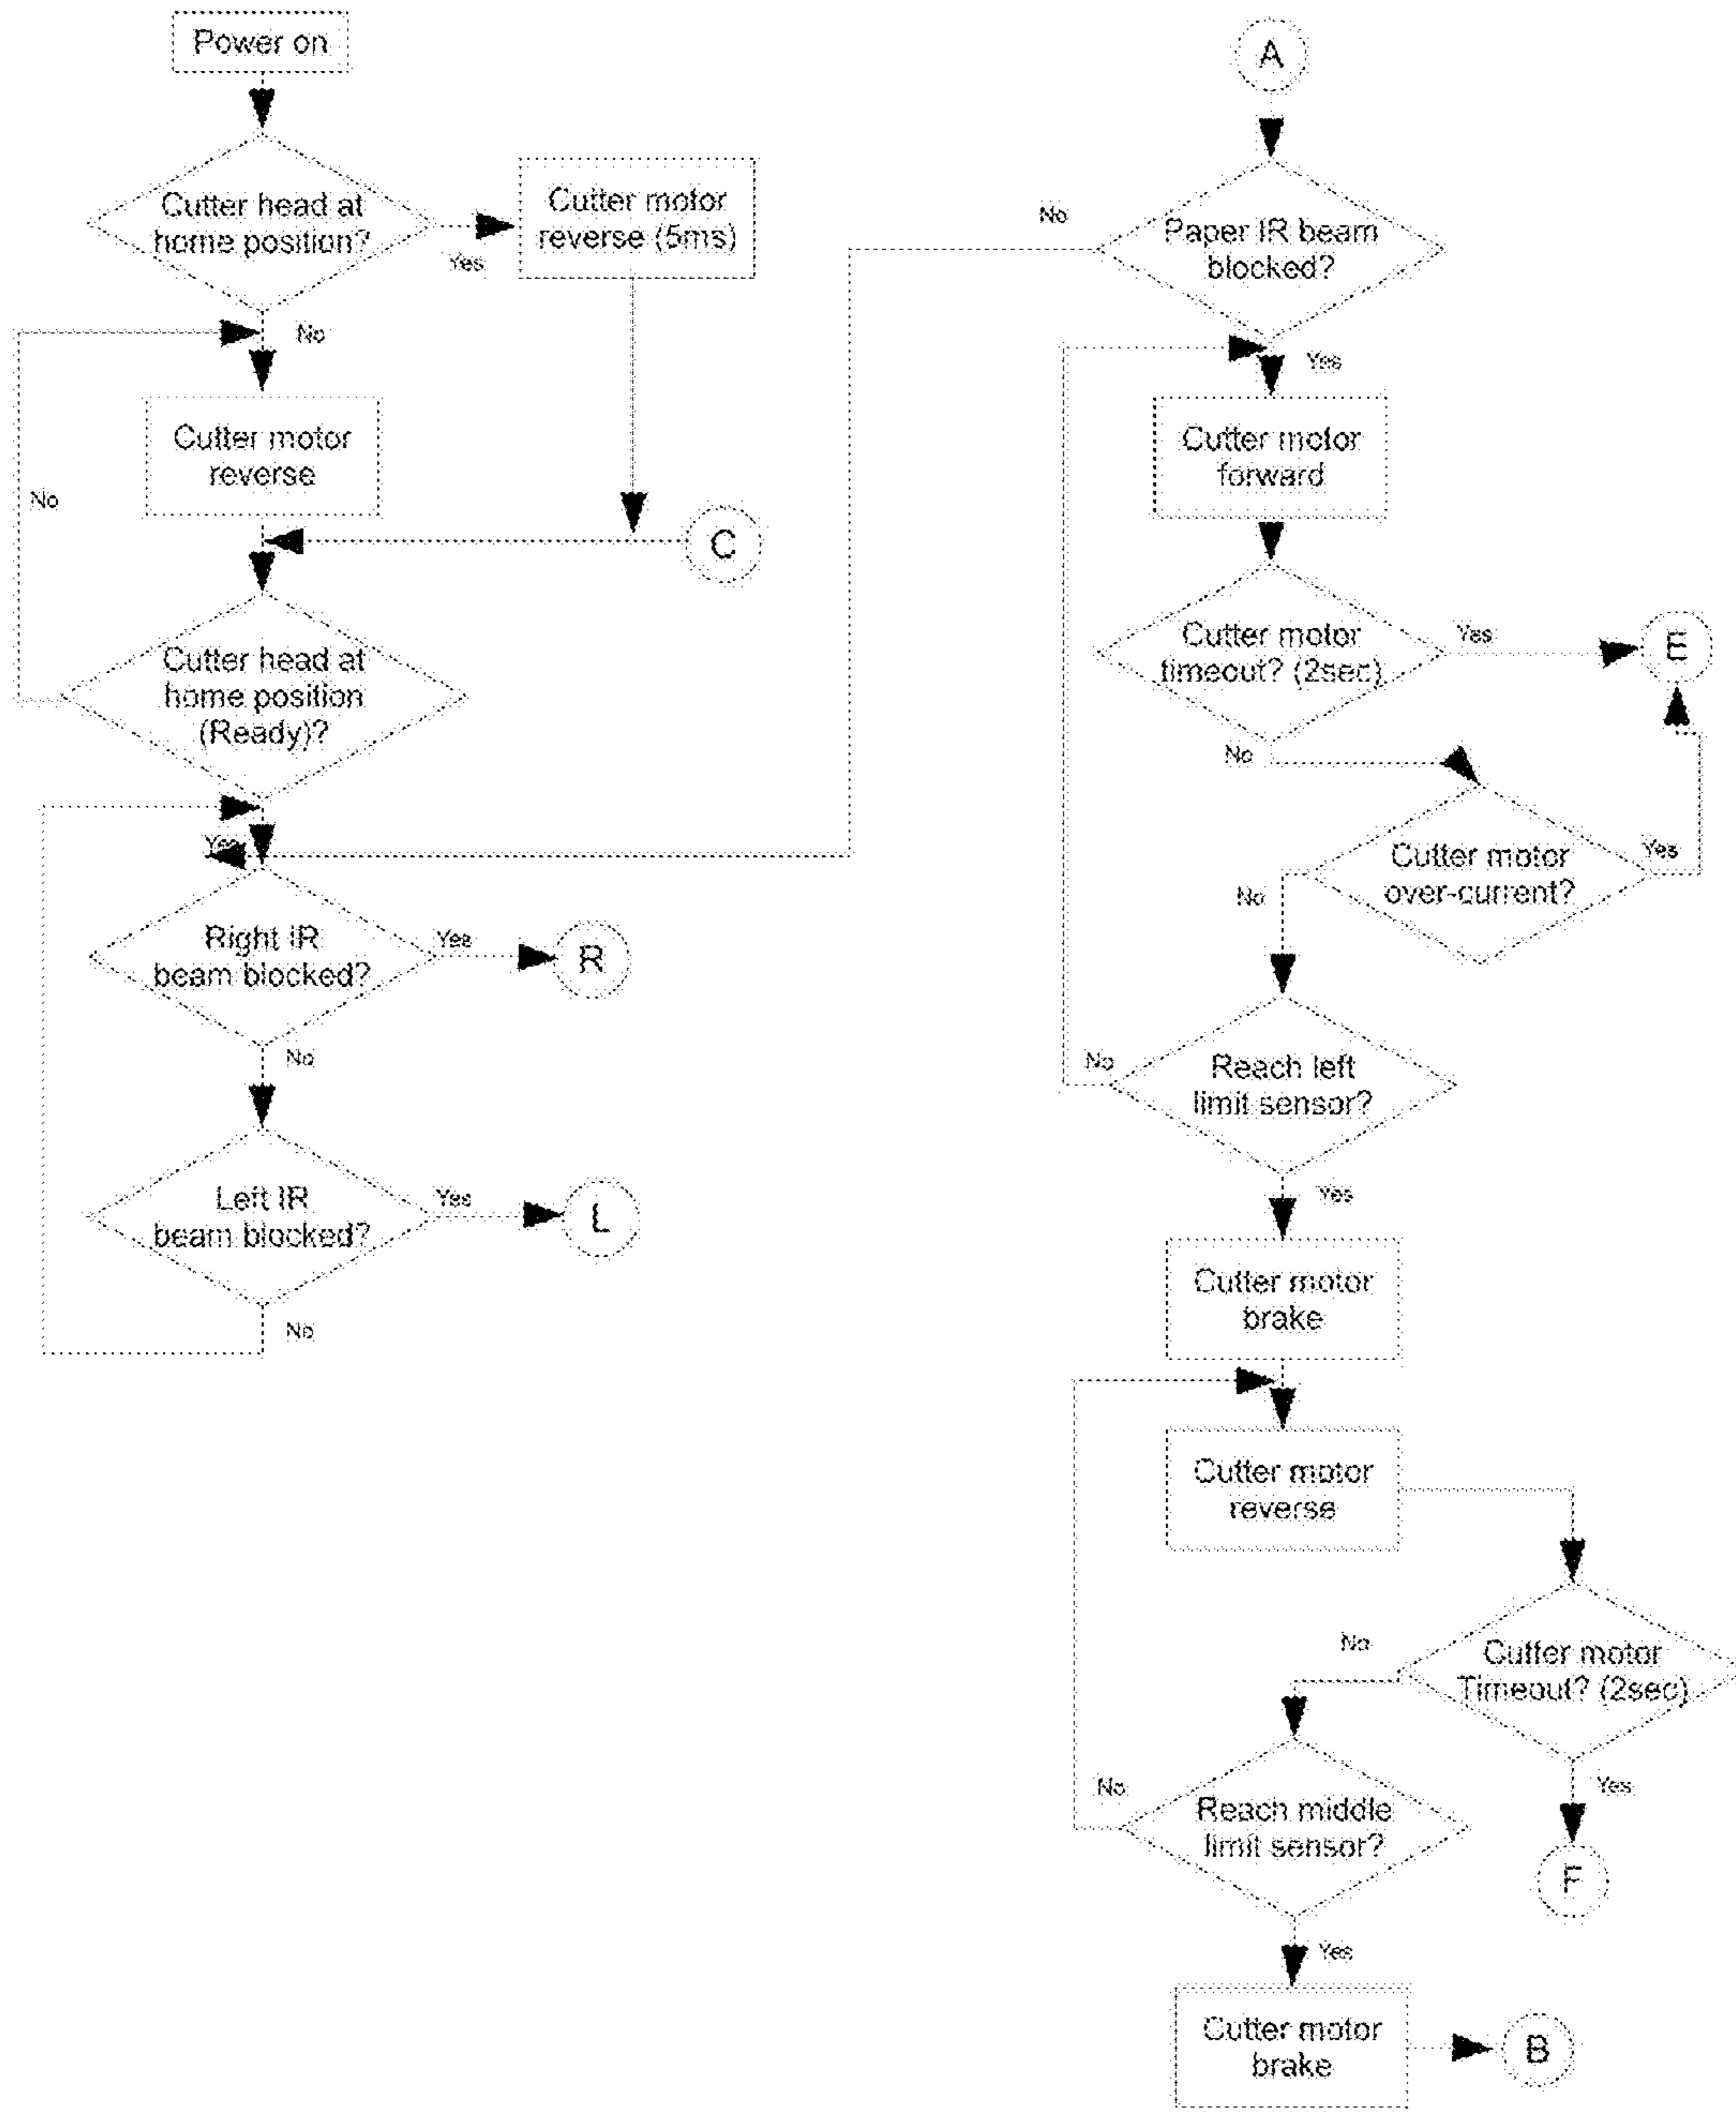 Power on
Cutter head at
home position?
Yes
Cutter motor
reverse (5ms)
No
Cutter motor
reverse
No
C
Cutter head at
home position
(Ready)?
Yes
Right IR
beam blocked?
Yes
R
No
Left IR
beam blocked?
Yes
L
No
A
No
Paper IR beam
blocked?
Yes
Cutter motor
forward
Cutter motor
timeout? (2sec)
Yes
E
No
Cutter motor
over-current?
Yes
No
Reach left
limit sensor?
No
Yes
Cutter motor
brake
Cutter motor
reverse
Cutter motor
Timeout? (2sec)
No
Yes
F
No
Reach middle
limit sensor?
Yes
Cutter motor
brake
B